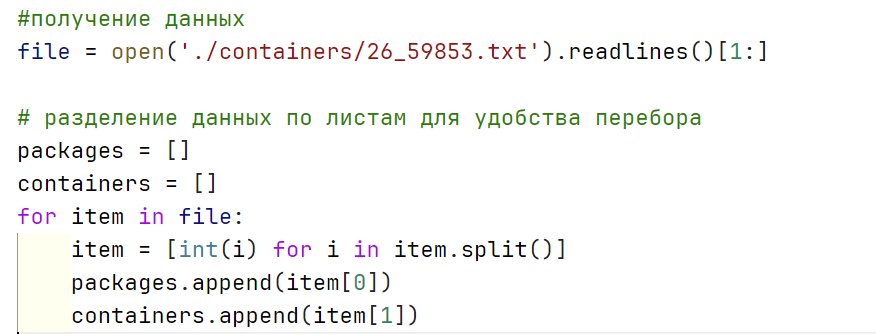 #получение данных
file = open('./containers/26_59853.txt').readlines()[1:]
# разделение данных по листам для удобства перебора
packages = []
containers = []
for item in file:
item = [int(i) for i in item.split()]
packages.append(item[0])
containers.append(item[1])